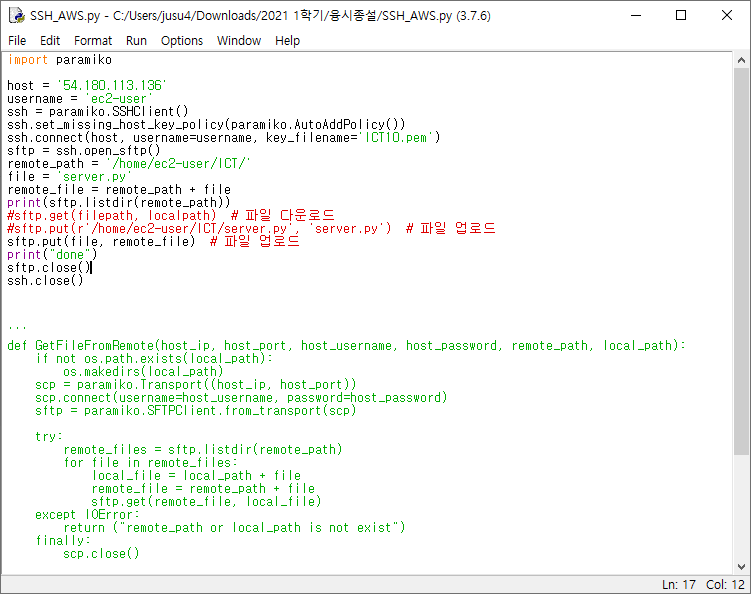 SSH_AWS.py - C:/Users/jusu4/Downloads/2021 1학기/융시종설/SSH_AWS.py (3.7.6)
File Edit Format Run Options Window Help
import paramiko
host = '54.180.113.136'
username = 'ec2-user'
ssh = paramiko.SSHClient()
ssh.set_missing_host_key_policy(paramiko.AutoAddPolicy())
ssh.connect(host, username=username, key_filename='ICT10.pem')
sftp = ssh.open_sftp()
remote_path = '/home/ec2-user/ICT/'
file = 'server.py'
remote_file = remote_path + file
print(sftp.listdir(remote_path))
#sftp.get(filepath, localpath)  # 파일 다운로드
#sftp.put(r'/home/ec2-user/ICT/server.py', 'server.py')  # 파일 업로드
sftp.put(file, remote_file)  # 파일 업로드
print("done")
sftp.close()
ssh.close()
'''
def GetFileFromRemote(host_ip, host_port, host_username, host_password, remote_path, local_path):
    if not os.path.exists(local_path):
        os.makedirs(local_path)
    scp = paramiko.Transport((host_ip, host_port))
    scp.connect(username=host_username, password=host_password)
    sftp = paramiko.SFTPClient.from_transport(scp)
    try:
        remote_files = sftp.listdir(remote_path)
        for file in remote_files:
            local_file = local_path + file
            remote_file = remote_path + file
            sftp.get(remote_file, local_file)
    except IOError:
        return ("remote_path or local_path is not exist")
    finally:
        scp.close()
Ln: 17 Col: 12